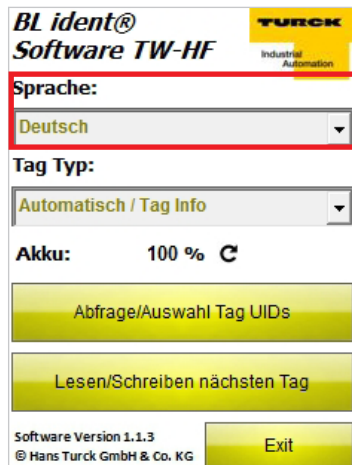 BL ident®
Software TW-HF
TURCK
Industrial
Automation
Sprache:
Deutsch
Tag Typ:
Automatisch / Tag Info
Akku: 100 %
Abfrage/Auswahl Tag UIDs
Lesen/Schreiben nächsten Tag
Software Version 1.1.3
© Hans Turck GmbH & Co. KG
Exit